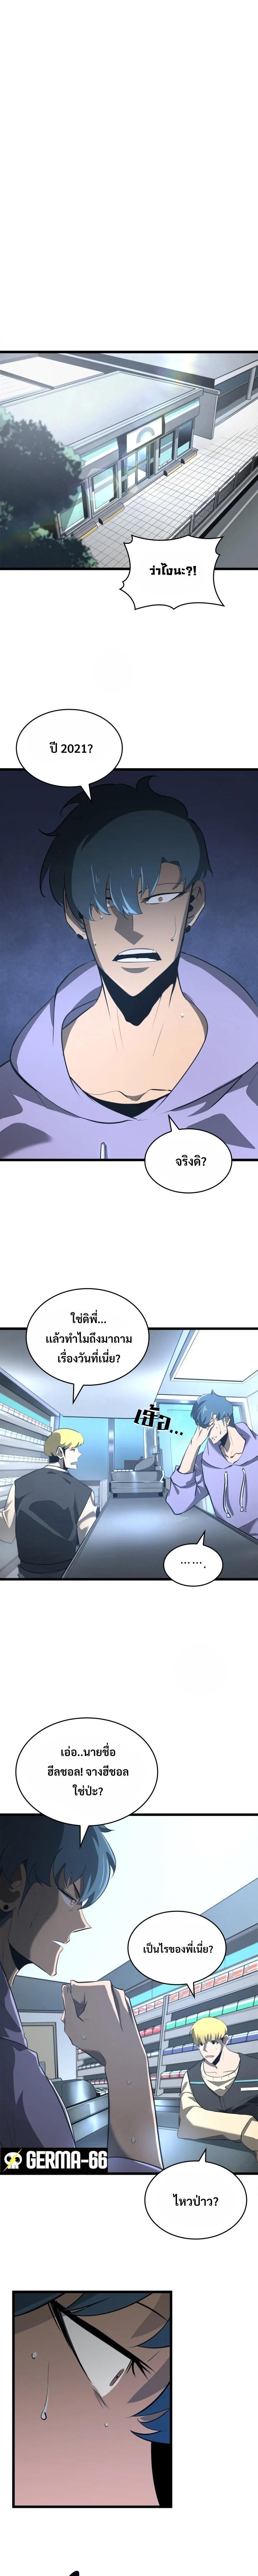 ว่าไงนะ?!
ปี 2021?
จริงดิ?
ใช่ดิพี่...
แล้วทำไมถึงมาถาม
เรื่องวันที่เนี่ย?
เฮ้อ...
......
เอ่อ..นายชื่อ
ฮีลชอล! จางฮีชอล
ใช่ป่ะ?
เป็นไรของพี่เนี่ย?
GERMA-66
ไหวป่าว?